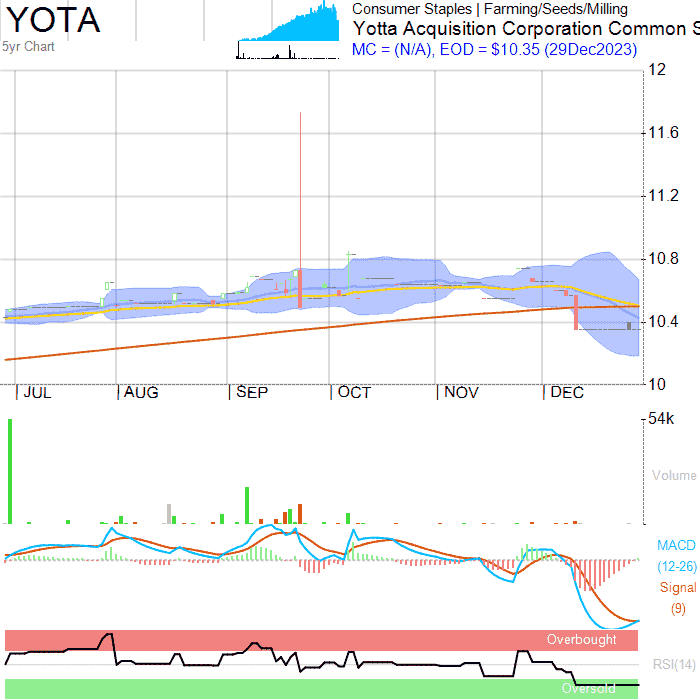 YOTA
5yr Chart
Consumer Staples | Farming/Seeds/Milling
Yotta Acquisition Corporation Common S
MC = (N/A), EOD = $10.35 (29Dec2023)
12
11.6
11.2
10.8
10.4
10
JUL AUG SEP OCT NOV DEC
54k
Volume
MACD
(12-26)
Signal
(9)
Overbought
RSI(14)
Oversold